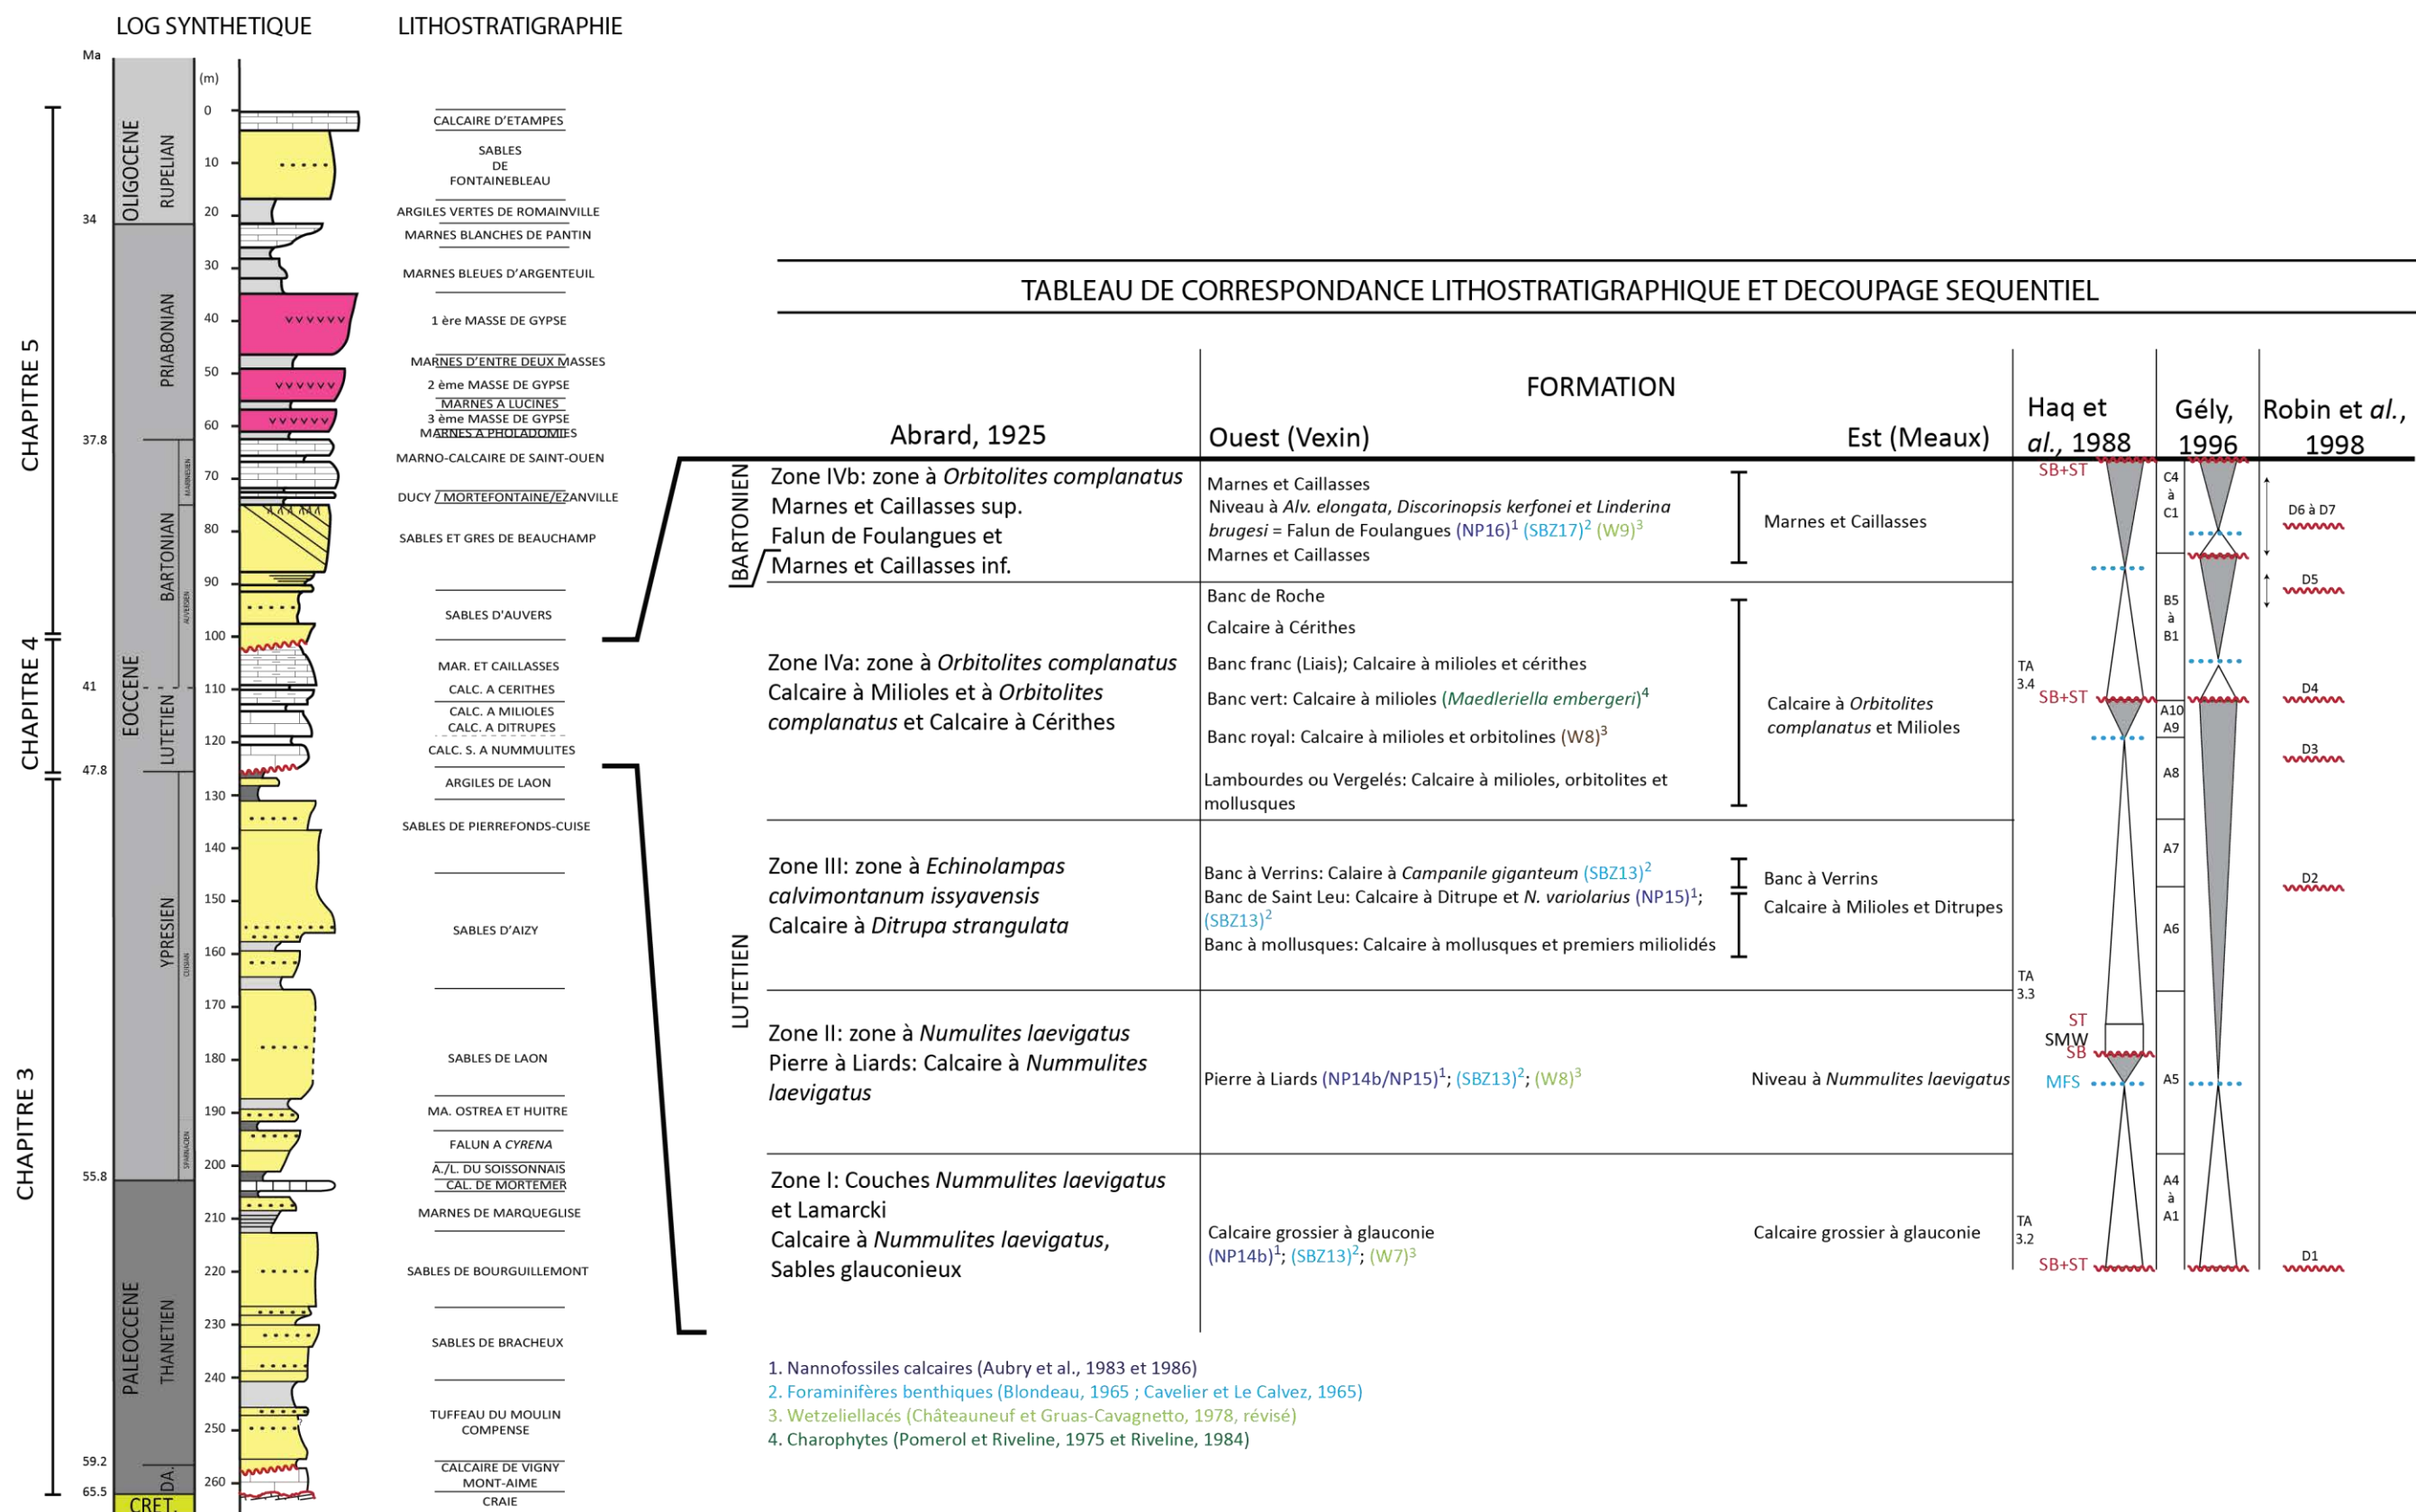 LOG SYNTHETIQUE
LITHOSTRATIGRAPHIE
Ma
(m)
CHAPITRE 5
CHAPITRE 4
CHAPITRE 3
34
37.8
41
47.8
55.8
59.2
65.5
OLIGOCENE
RUPELIAN
EOCCENE
PRIABONIAN
BARTONIAN
MARINESIEN
AUVERSIEN
LUTETIEN
YPRESIEN
CUISIAN
SPARNACIEN
PALEOCCENE
THANETIEN
DA.
CRET.
0
10
20
30
40
50
60
70
80
90
100
110
120
130
140
150
160
170
180
190
200
210
220
230
240
250
260
CALCAIRE D'ETAMPES
SABLES
DE
FONTAINEBLEAU
ARGILES VERTES DE ROMAINVILLE
MARNES BLANCHES DE PANTIN
MARNES BLEUES D'ARGENTEUIL
1 ère MASSE DE GYPSE
MARNES D'ENTRE DEUX MASSES
2 ème MASSE DE GYPSE
MARNES A LUCINES
3 ème MASSE DE GYPSE
MARNES A PHOLADOMIES
MARNO-CALCAIRE DE SAINT-OUEN
DUCY / MORTEFONTAINE/EZANVILLE
SABLES ET GRES DE BEAUCHAMP
SABLES D'AUVERS
MAR. ET CAILLASSES
CALC. A CERITHES
CALC. A MILIOLES
CALC. A DITRUPES
CALC. S. A NUMMULITES
ARGILES DE LAON
SABLES DE PIERREFONDS-CUISE
SABLES D'AIZY
SABLES DE LAON
MA. OSTREA ET HUITRE
FALUN A CYRENA
A./L. DU SOISSONNAIS
CAL. DE MORTEMER
MARNES DE MARQUEGLISE
SABLES DE BOURGUILLEMONT
SABLES DE BRACHEUX
TUFFEAU DU MOULIN
COMPENSE
CALCAIRE DE VIGNY
MONT-AIME
CRAIE
TABLEAU DE CORRESPONDANCE LITHOSTRATIGRAPHIQUE ET DECOUPAGE SEQUENTIEL
FORMATION
Abrard, 1925
Ouest (Vexin)
Est (Meaux)
Haq et
al., 1988
Gély,
1996
Robin et al.,
1998
BARTONIEN
LUTETIEN
Zone IVb: zone à Orbitolites complanatus
Marnes et Caillasses sup.
Falun de Foulangues et
Marnes et Caillasses inf.
Marnes et Caillasses
Niveau à Alv. elongata, Discorinopsis kerfonei et Linderina
brugesi = Falun de Foulangues (NP16)1 (SBZ17)2 (W9)3
Marnes et Caillasses
Marnes et Caillasses
Zone IVa: zone à Orbitolites complanatus
Calcaire à Milioles et à Orbitolites
complanatus et Calcaire à Cérithes
Banc de Roche
Calcaire à Cérithes
Banc franc (Liais); Calcaire à milioles et cérithes
Banc vert: Calcaire à milioles (Maedleriella embergeri)4
Banc royal: Calcaire à milioles et orbitolines (W8)3
Lambourdes ou Vergelés: Calcaire à milioles, orbitolites et
mollusques
Calcaire à Orbitolites
complanatus et Milioles
Zone III: zone à Echinolampas
calvimontanum issyavensis
Calcaire à Ditrupa strangulata
Banc à Verrins: Calaire à Campanile giganteum (SBZ13)2
Banc de Saint Leu: Calcaire à Ditrupe et N. variolarius (NP15)1;
(SBZ13)2
Banc à mollusques: Calcaire à mollusques et premiers miliolidés
Banc à Verrins
Calcaire à Milioles et Ditrupes
Zone II: zone à Numulites laevigatus
Pierre à Liards: Calcaire à Nummulites
laevigatus
Pierre à Liards (NP14b/NP15)1; (SBZ13)2; (W8)3
Niveau à Nummulites laevigatus
Zone I: Couches Nummulites laevigatus
et Lamarcki
Calcaire à Nummulites laevigatus,
Sables glauconieux
Calcaire grossier à glauconie
(NP14b)1; (SBZ13)2; (W7)3
Calcaire grossier à glauconie
SB+ST
TA
3.4
SB+ST
TA
3.3
ST
SMW
SB
MFS
TA
3.2
SB+ST
C4
à
C1
B5
à
B1
A10
A9
A8
A7
A6
A5
A4
à
A1
D6 à D7
D5
D4
D3
D2
D1
1. Nannofossiles calcaires (Aubry et al., 1983 et 1986)
2. Foraminifères benthiques (Blondeau, 1965 ; Cavelier et Le Calvez, 1965)
3. Wetzeliellacés (Châteauneuf et Gruas-Cavagnetto, 1978, révisé)
4. Charophytes (Pomerol et Riveline, 1975 et Riveline, 1984)